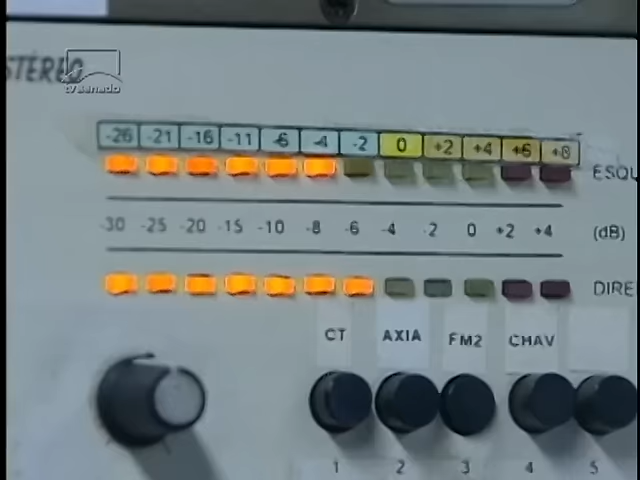 STÉREO
tv senado
-26 -21 -16 -11 -6 -4 -2 0 +2 +4 +6 +8
ESQU
-30 -25 -20 -15 -10 -8 -6 -4 -2 0 +2 +4 (dB)
DIRE
CT AXIA FM2 CHAV
1 2 3 4 5